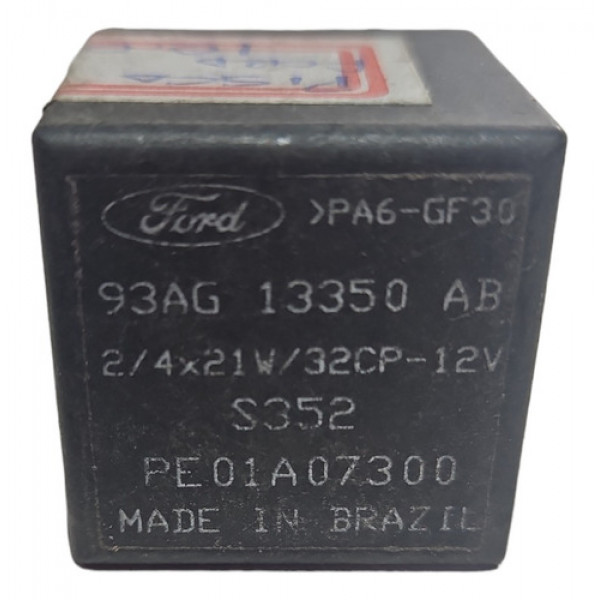 Ford >PA6-GF30
93AG 13350 AB
2/4x21W/32CP-12V
S352
PE01A07300
MADE IN BRAZIL